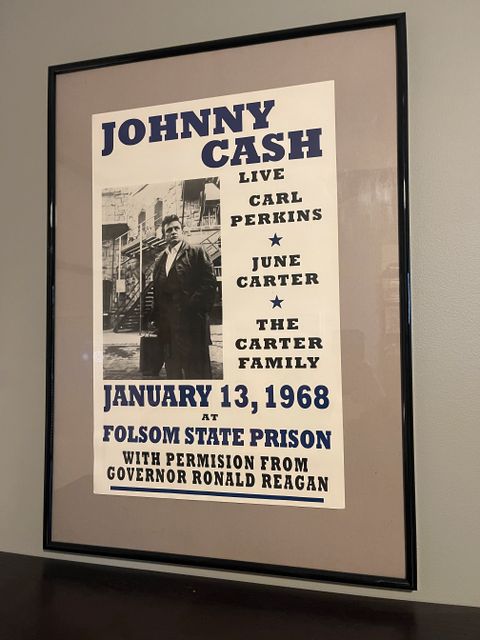 JOHNNY
CASH
LIVE
CARL
PERKINS
JUNE
CARTER
THE
CARTER
FAMILY
JANUARY 13, 1968
AT
FOLSOM STATE PRISON
WITH PERMISION FROM
GOVERNOR RONALD REAGAN